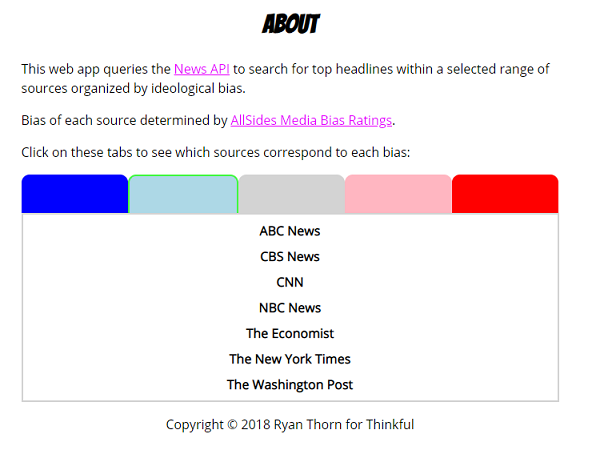 ABOUT
This web app queries the News API to search for top headlines within a selected range of
sources organized by ideological bias.
Bias of each source determined by AllSides Media Bias Ratings.
Click on these tabs to see which sources correspond to each bias:
ABC News
CBS News
CNN
NBC News
The Economist
The New York Times
The Washington Post
Copyright © 2018 Ryan Thorn for Thinkful